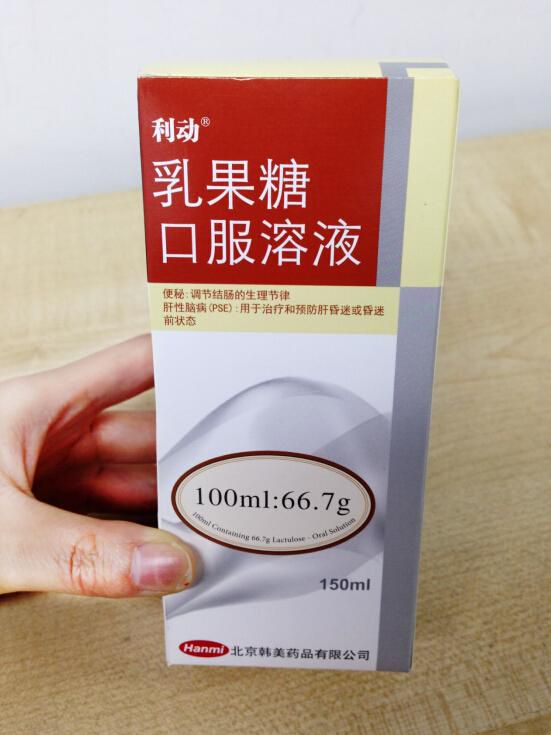 利动®
乳果糖
口服溶液
便秘:调节结肠的生理节律
肝性脑病(PSE):用于治疗和预防肝昏迷或昏迷
前状态
100ml:66.7g
100ml Containing 66.7g Lactulose - Oral Solution
150ml
Hanmi 北京韩美药品有限公司